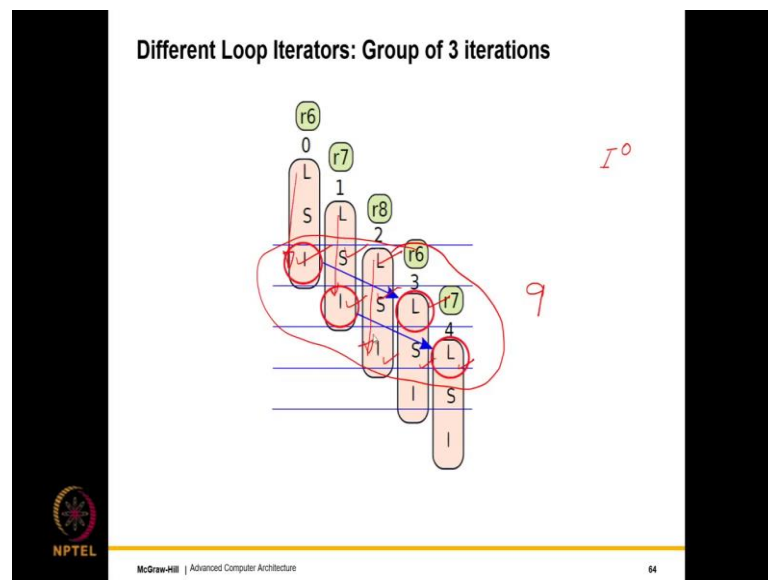 Different Loop Iterators: Group of 3 iterations
r6
0
L
S
I
r7
1
L
S
I
r8
2
L
S
I
r6
3
L
S
I
r7
4
L
S
I
I⁰
9
NPTEL
McGraw-Hill | Advanced Computer Architecture
64